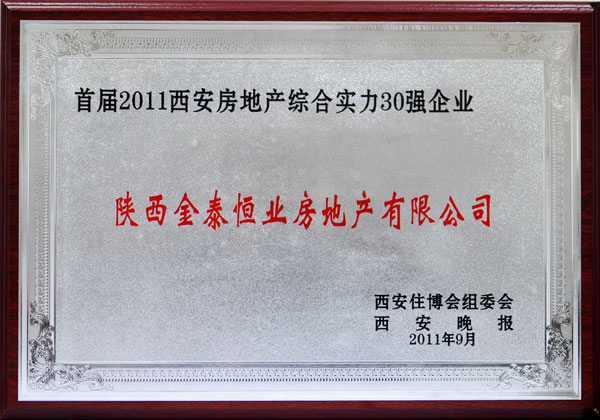 首届2011西安房地产综合实力30强企业
陕西金泰恒业房地产有限公司
西安住博会组委会
西安晚报
2011年9月